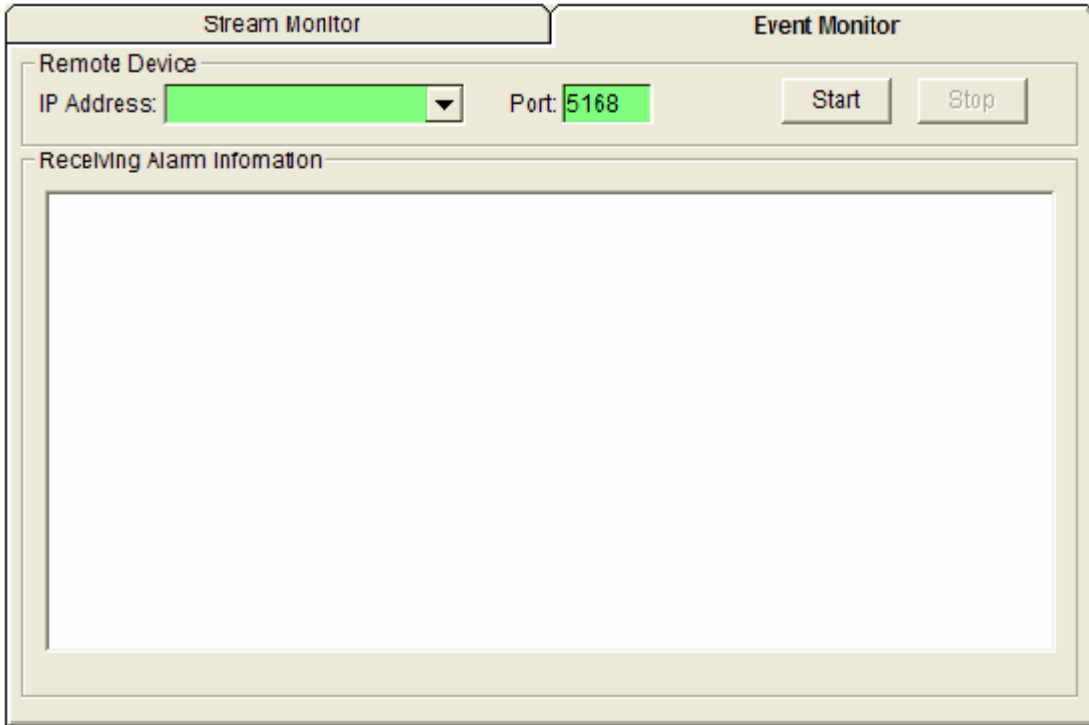 Stream Monitor
Event Monitor
Remote Device
IP Address:
Port: 5168
Start
Stop
Receiving Alarm Infomation